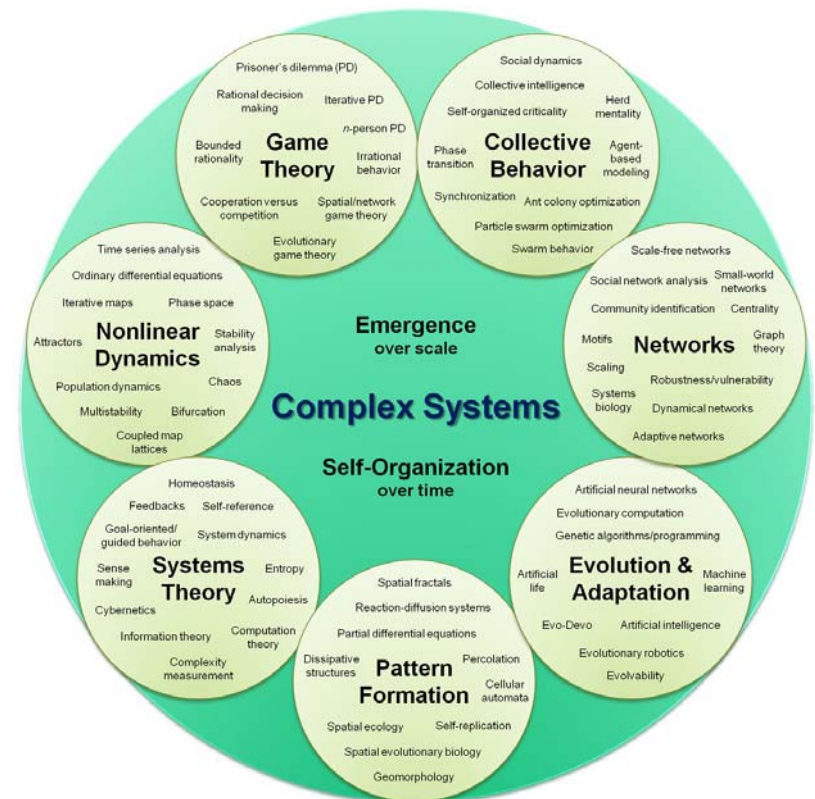 Prisoner's dilemma (PD)
Rational decision
making
Iterative PD
n-person PD
Bounded
rationality
Game
Theory
Irrational
behavior
Cooperation versus
competition
Spatial/network
game theory
Evolutionary
game theory
Social dynamics
Collective intelligence
Self-organized criticality
Herd
mentality
Phase
transition
Collective
Behavior
Agent-
based
modeling
Synchronization
Ant colony optimization
Particle swarm optimization
Swarm behavior
Time series analysis
Ordinary differential equations
Iterative maps
Phase space
Attractors
Nonlinear
Dynamics
Stability
analysis
Population dynamics
Chaos
Multistability
Bifurcation
Coupled map
lattices
Emergence
over scale
Complex Systems
Self-Organization
over time
Scale-free networks
Social network analysis
Small-world
networks
Community identification
Centrality
Motifs
Networks
Graph
theory
Scaling
Robustness/vulnerability
Systems
biology
Dynamical networks
Adaptive networks
Homeostasis
Feedbacks
Self-reference
Goal-oriented/
guided behavior
System dynamics
Sense
making
Systems
Theory
Entropy
Cybernetics
Autopoiesis
Information theory
Computation
theory
Complexity
measurement
Spatial fractals
Reaction-diffusion systems
Partial differential equations
Dissipative
structures
Pattern
Formation
Percolation
Cellular
automata
Spatial ecology
Self-replication
Spatial evolutionary biology
Geomorphology
Artificial neural networks
Evolutionary computation
Genetic algorithms/programming
Artificial
life
Evolution &
Adaptation
Machine
learning
Evo-Devo
Artificial intelligence
Evolutionary robotics
Evolvability